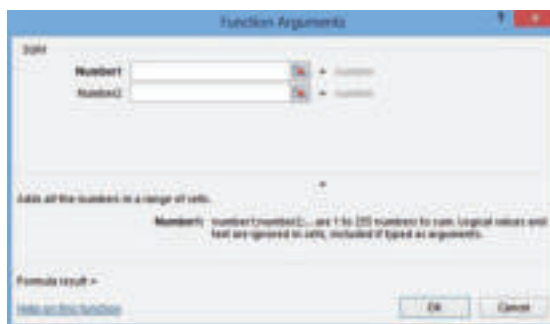 Function Arguments ?
SUM
Number1 = number
Number2 = number
=
Adds all the numbers in a range of cells.
Number1: number1,number2,... are 1 to 255 numbers to sum. Logical values and
text are ignored in cells, included if typed as arguments.
Formula result =
Help on this function OK Cancel